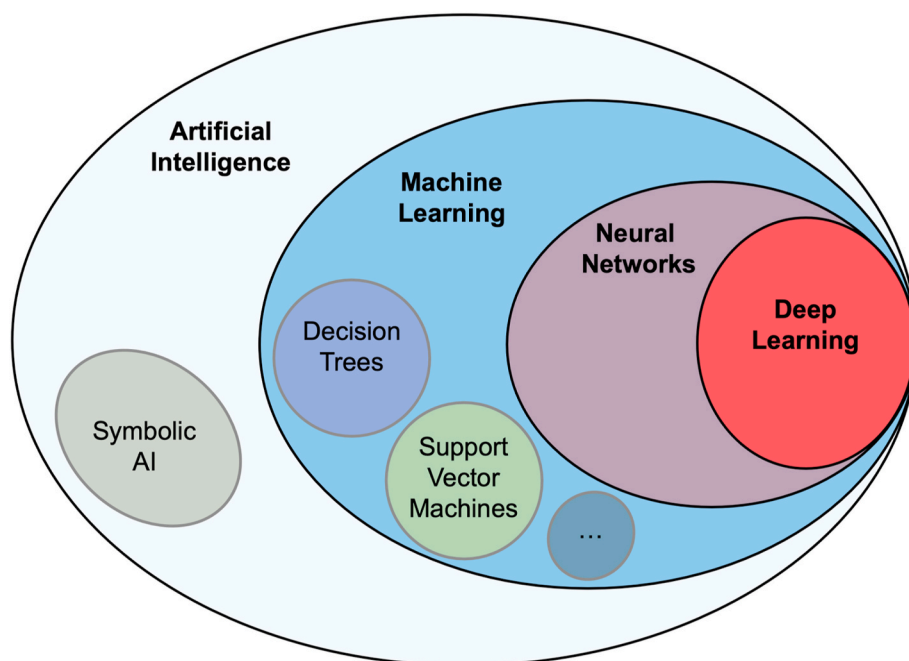 Artificial
Intelligence
Machine
Learning
Neural
Networks
Deep
Learning
Decision
Trees
Symbolic
AI
Support
Vector
Machines
...